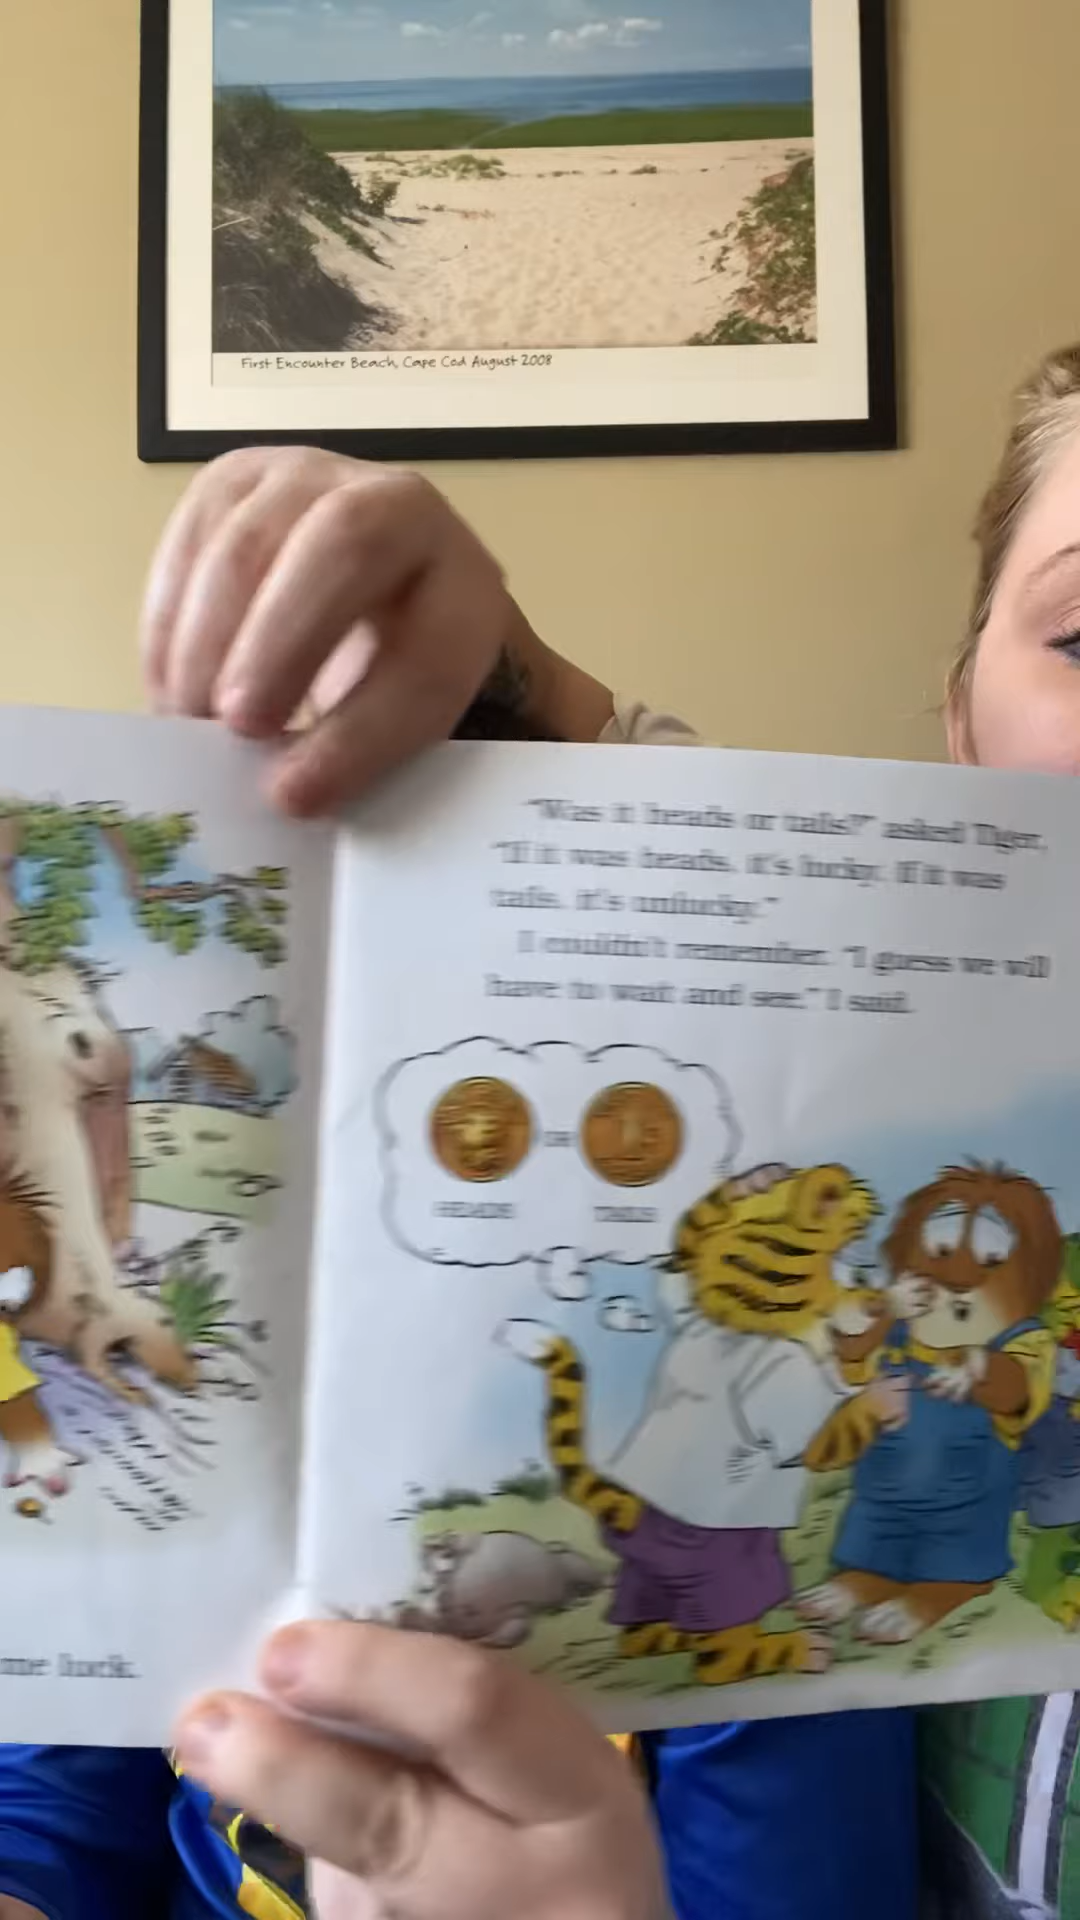 First Encounter Beach, Cape Cod August 2008
"Was it heads or tails?" asked Tiger.
"If it was heads, it's lucky. If it was
tails, it's unlucky."
I couldn't remember. "I guess we will
have to wait and see," I said.
OR
HEADS
TAILS
me luck.